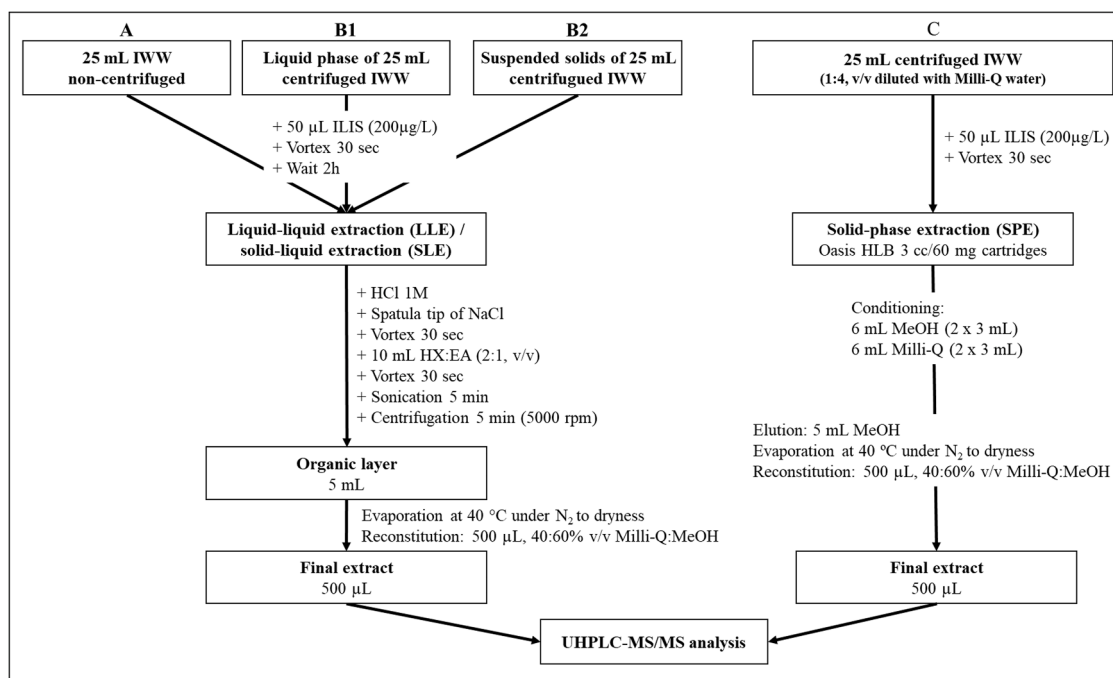 A
25 mL IWW
non-centrifuged
B1
Liquid phase of 25 mL
centrifuged IWW
B2
Suspended solids of 25 mL
centrifugued IWW
C
25 mL centrifuged IWW
(1:4, v/v diluted with Milli-Q water)
+ 50 µL ILIS (200µg/L)
+ Vortex 30 sec
+ Wait 2h
+ 50 µL ILIS (200µg/L)
+ Vortex 30 sec
Liquid-liquid extraction (LLE) /
solid-liquid extraction (SLE)
Solid-phase extraction (SPE)
Oasis HLB 3 cc/60 mg cartridges
+ HCl 1M
+ Spatula tip of NaCl
+ Vortex 30 sec
+ 10 mL HX:EA (2:1, v/v)
+ Vortex 30 sec
+ Sonication 5 min
+ Centrifugation 5 min (5000 rpm)
Conditioning:
6 mL MeOH (2 x 3 mL)
6 mL Milli-Q (2 x 3 mL)
Organic layer
5 mL
Elution: 5 mL MeOH
Evaporation at 40 ºC under N₂ to dryness
Reconstitution: 500 µL, 40:60% v/v Milli-Q:MeOH
Evaporation at 40 °C under N₂ to dryness
Reconstitution: 500 µL, 40:60% v/v Milli-Q:MeOH
Final extract
500 µL
Final extract
500 µL
UHPLC-MS/MS analysis